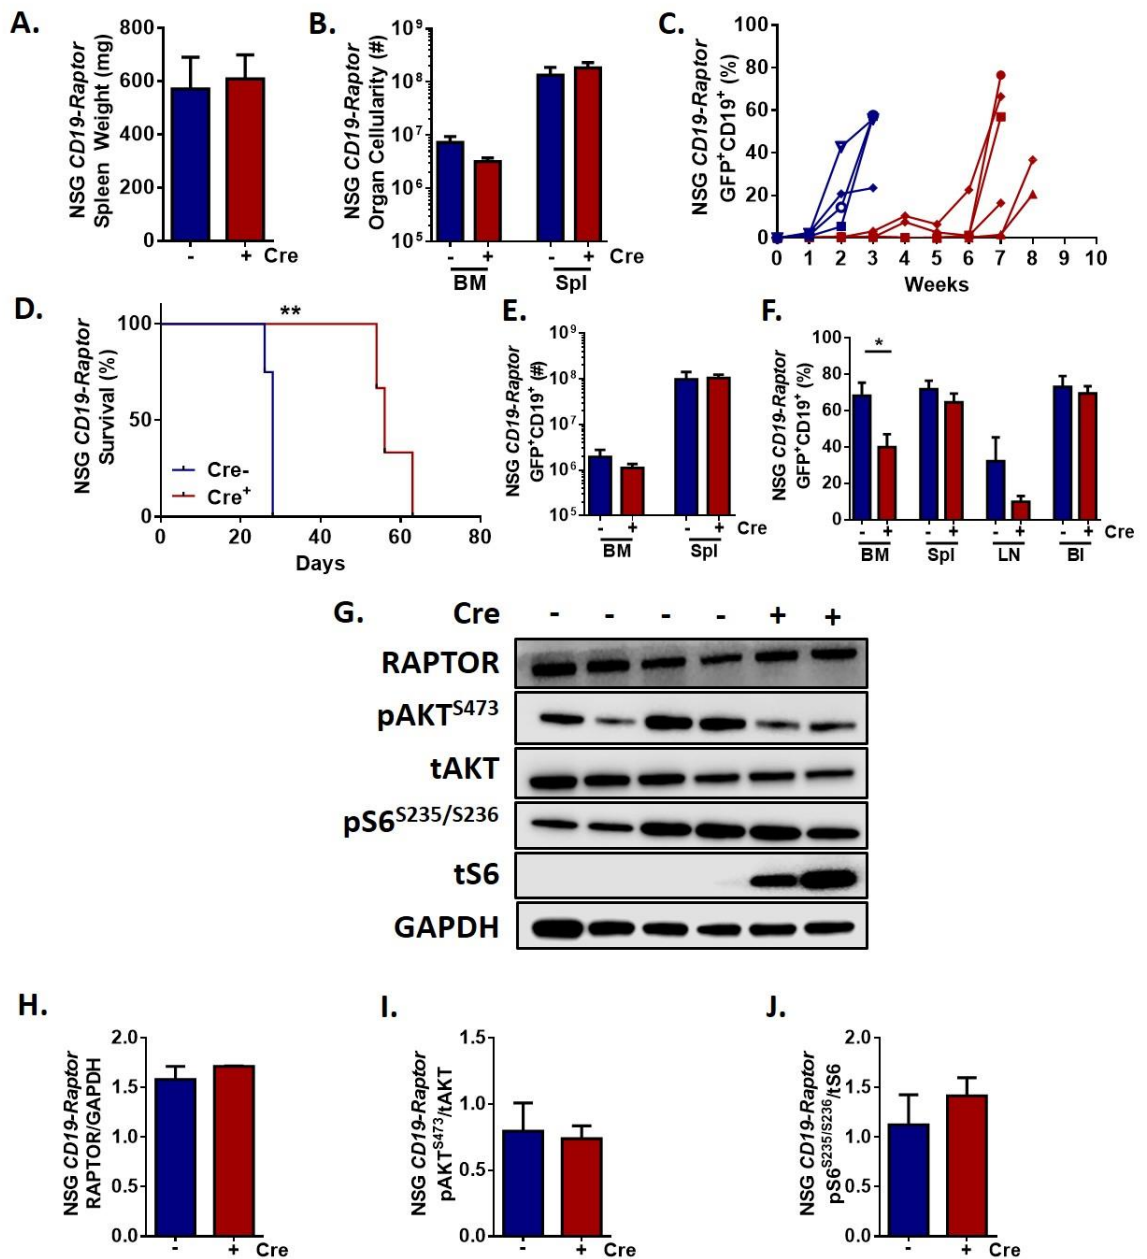 A.
NSG CD19-Raptor
Spleen Weight (mg)
800
600
400
200
0
- + Cre
B.
NSG CD19-Raptor
Organ Cellularity (#)
10⁹
10⁸
10⁷
10⁶
10⁵
- + - + Cre
BM Spl
C.
NSG CD19-Raptor
GFP⁺CD19⁺ (%)
100
80
60
40
20
0
0 1 2 3 4 5 6 7 8 9 10
Weeks
D.
NSG CD19-Raptor
Survival (%)
100
50
0
**
Cre-
Cre⁺
0 20 40 60 80
Days
E.
NSG CD19-Raptor
GFP⁺CD19⁺ (#)
10⁹
10⁸
10⁷
10⁶
10⁵
- + - + Cre
BM Spl
F.
NSG CD19-Raptor
GFP⁺CD19⁺ (%)
100
80
60
40
20
0
*
- + - + - + - + Cre
BM Spl LN Bl
G.
Cre - - - - + +
RAPTOR
pAKT^S473
tAKT
pS6^S235/S236
tS6
GAPDH
H.
NSG CD19-Raptor
RAPTOR/GAPDH
2.0
1.5
1.0
0.5
0.0
- + Cre
I.
NSG CD19-Raptor
pAKT^S473/tAKT
1.5
1.0
0.5
0.0
- + Cre
J.
NSG CD19-Raptor
pS6^S235/S236/tS6
2.0
1.5
1.0
0.5
0.0
- + Cre